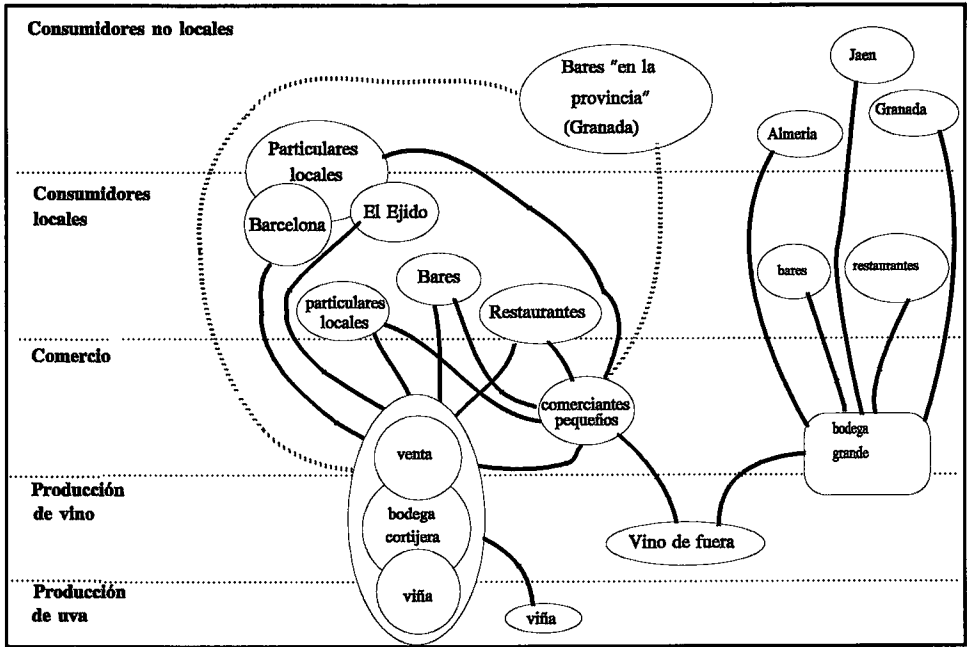 Consumidores no locales
Bares "en la
provincia"
(Granada)
Jaen
Granada
Almeria
Particulares
locales
Consumidores
locales
Barcelona
El Ejido
Bares
bares
restaurantes
particulares
locales
Restaurantes
Comercio
comerciantes
pequeños
bodega
grande
venta
Producción
de vino
bodega
cortijera
Vino de fuera
Producción
de uva
viña
viña